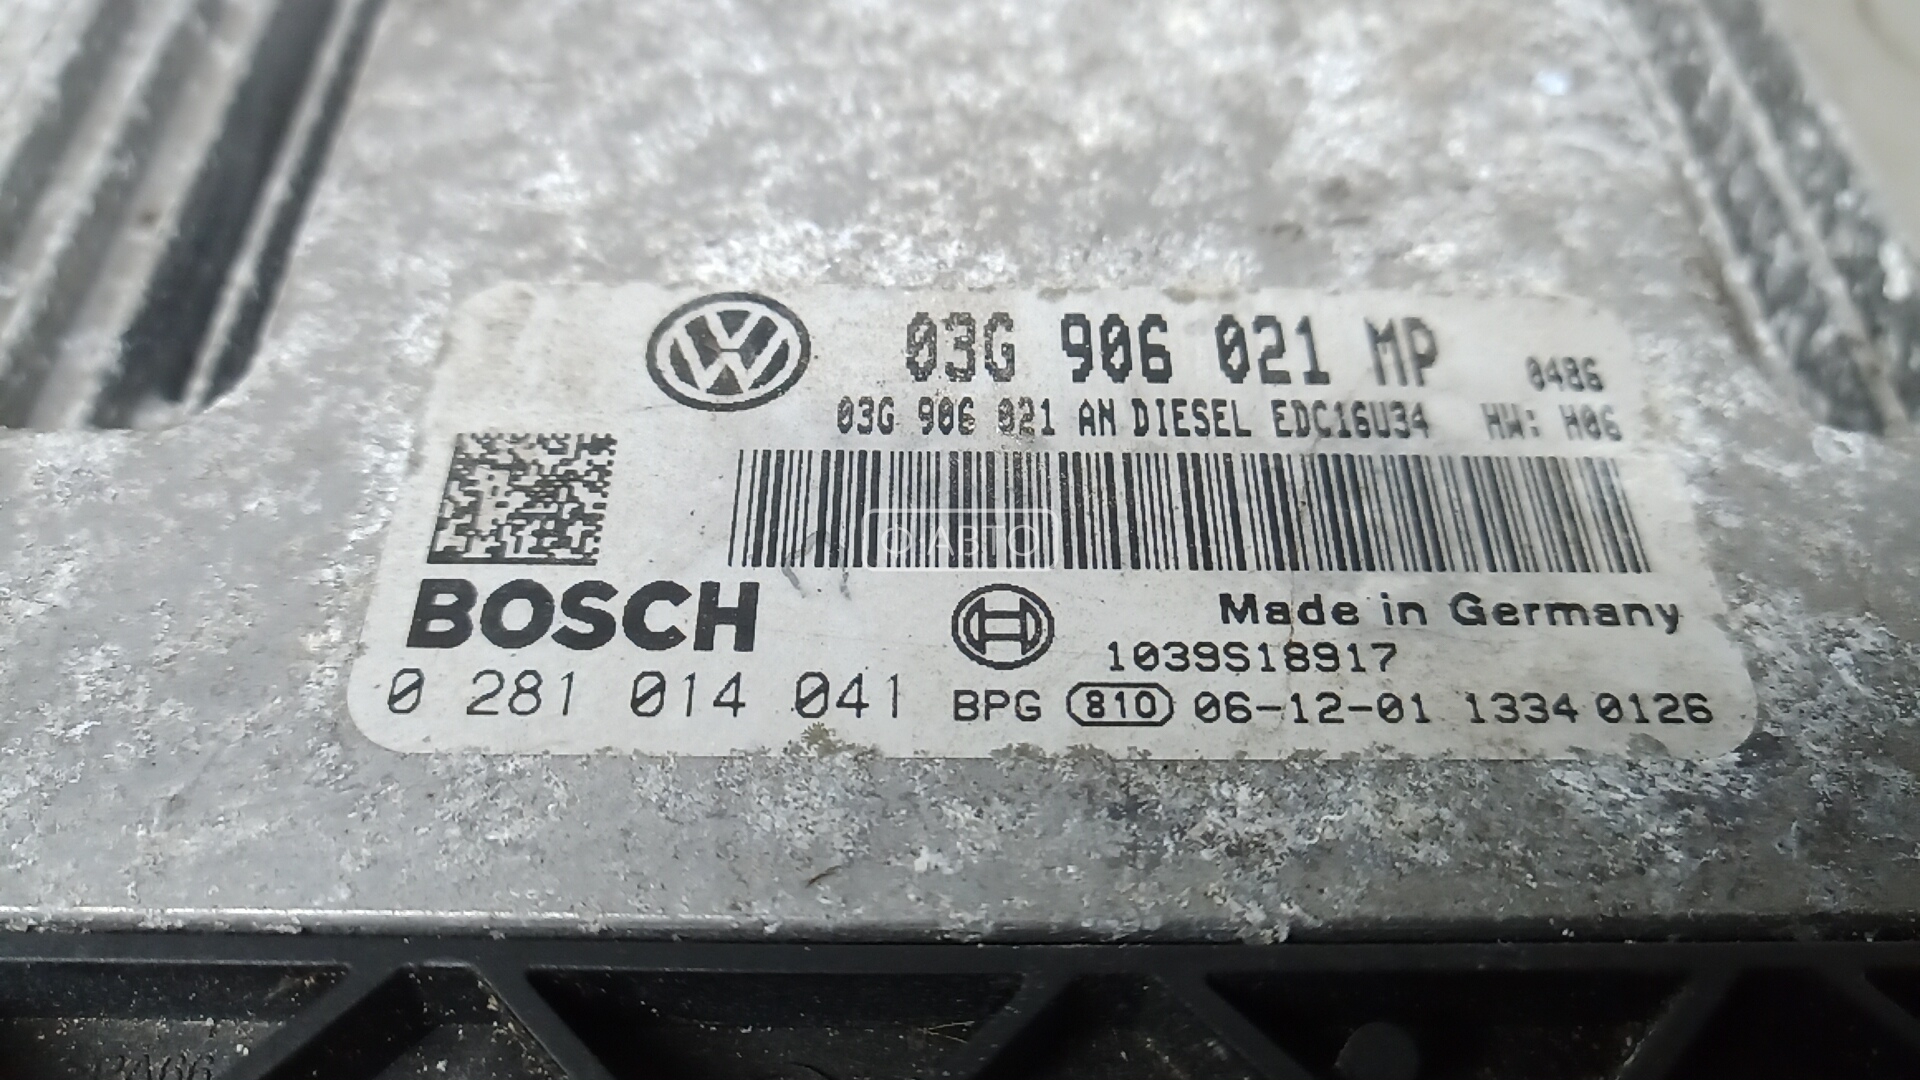 03G 906 021 MP 0486
03G 906 021 AN DIESEL EDC16U34 HW: H06
BOSCH
Made in Germany
1039S18917
0 281 014 041 BPG 810 06-12-01 1334 0126